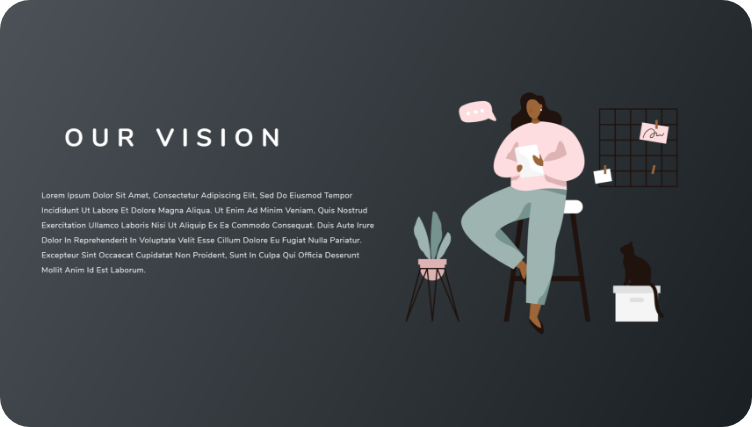 OUR VISION
Lorem Ipsum Dolor Sit Amet, Consectetur Adipiscing Elit, Sed Do Eiusmod Tempor
Incididunt Ut Labore Et Dolore Magna Aliqua. Ut Enim Ad Minim Veniam, Quis Nostrud
Exercitation Ullamco Laboris Nisi Ut Aliquip Ex Ea Commodo Consequat. Duis Aute Irure
Dolor In Reprehenderit In Voluptate Velit Esse Cillum Dolore Eu Fugiat Nulla Pariatur.
Excepteur Sint Occaecat Cupidatat Non Proident, Sunt In Culpa Qui Officia Deserunt
Mollit Anim Id Est Laborum.